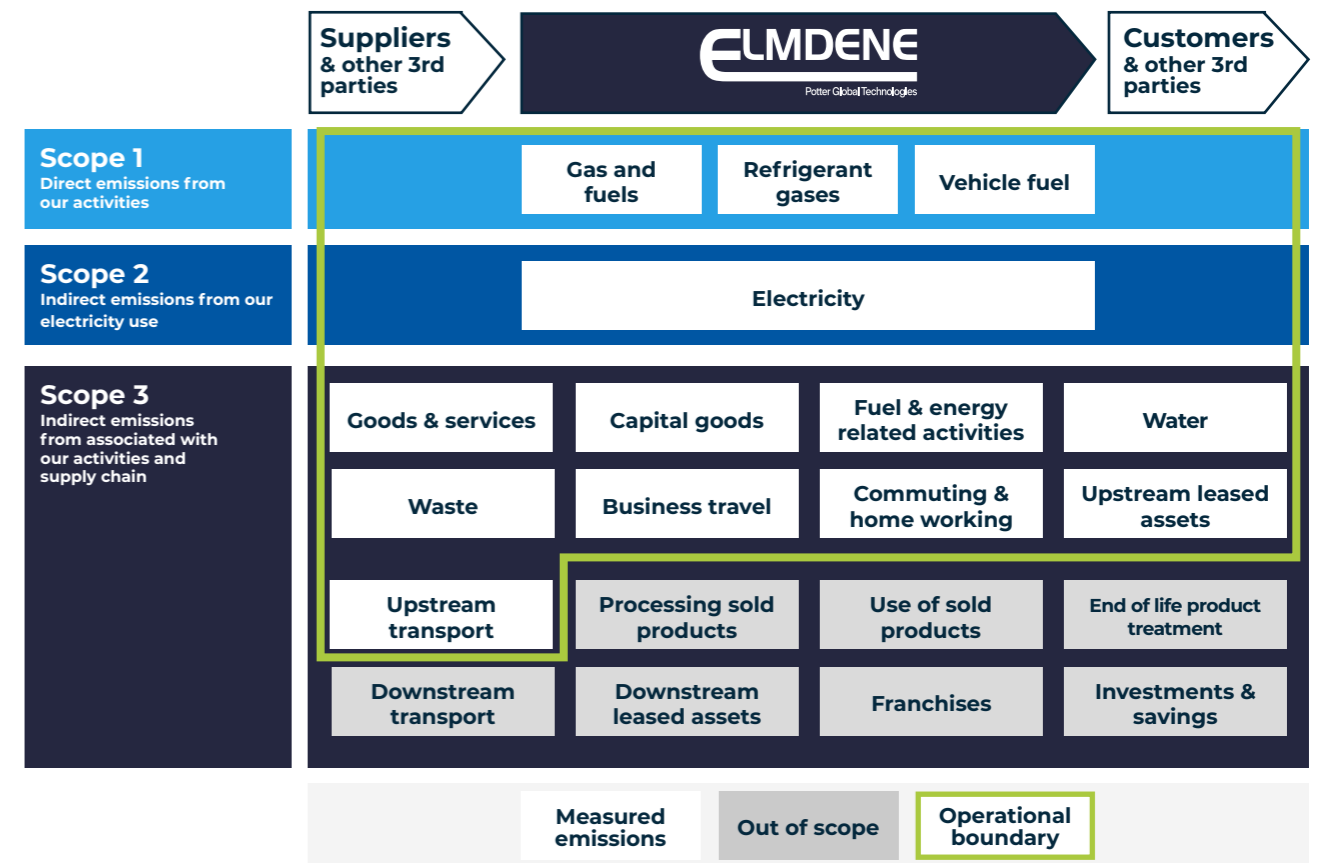 Suppliers
& other 3rd
parties
ELMDENE
Potter Global Technologies
Customers
& other 3rd
parties
Scope 1
Direct emissions from
our activities
Gas and
fuels
Refrigerant
gases
Vehicle fuel
Scope 2
Indirect emissions from our
electricity use
Electricity
Scope 3
Indirect emissions
from associated with
our activities and
supply chain
Goods & services
Capital goods
Fuel & energy
related activities
Water
Waste
Business travel
Commuting &
home working
Upstream leased
assets
Upstream
transport
Processing sold
products
Use of sold
products
End of life product
treatment
Downstream
transport
Downstream
leased assets
Franchises
Investments &
savings
Measured
emissions
Out of scope
Operational
boundary